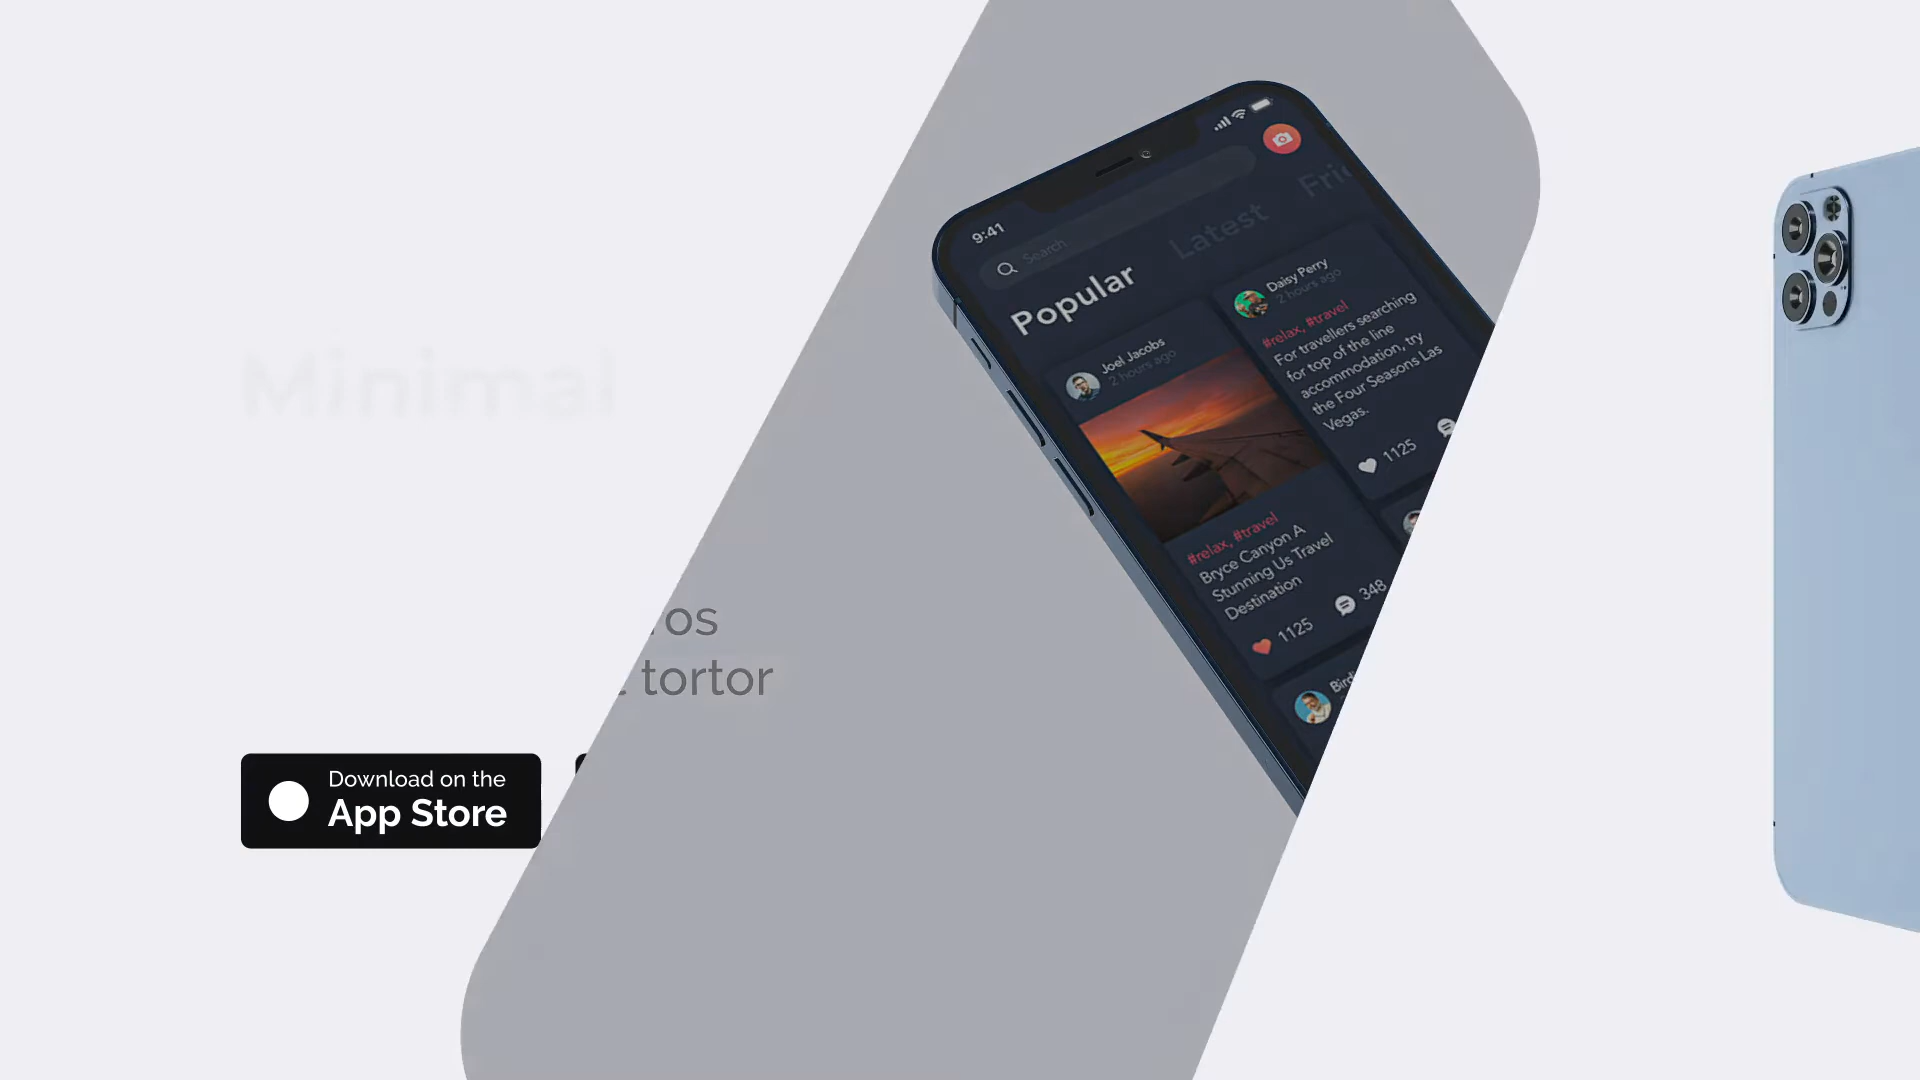 Minimal
os
tortor
Download on the
App Store
9:41
Search
Popular
Latest
Joel Jacobs
2 hours ago
#relax, #travel
Bryce Canyon A
Stunning Us Travel
Destination
1125
348
Daisy Perry
2 hours ago
#relax, #travel
For travellers searching
for top of the line
accommodation, try
the Four Seasons Las
Vegas.
1125